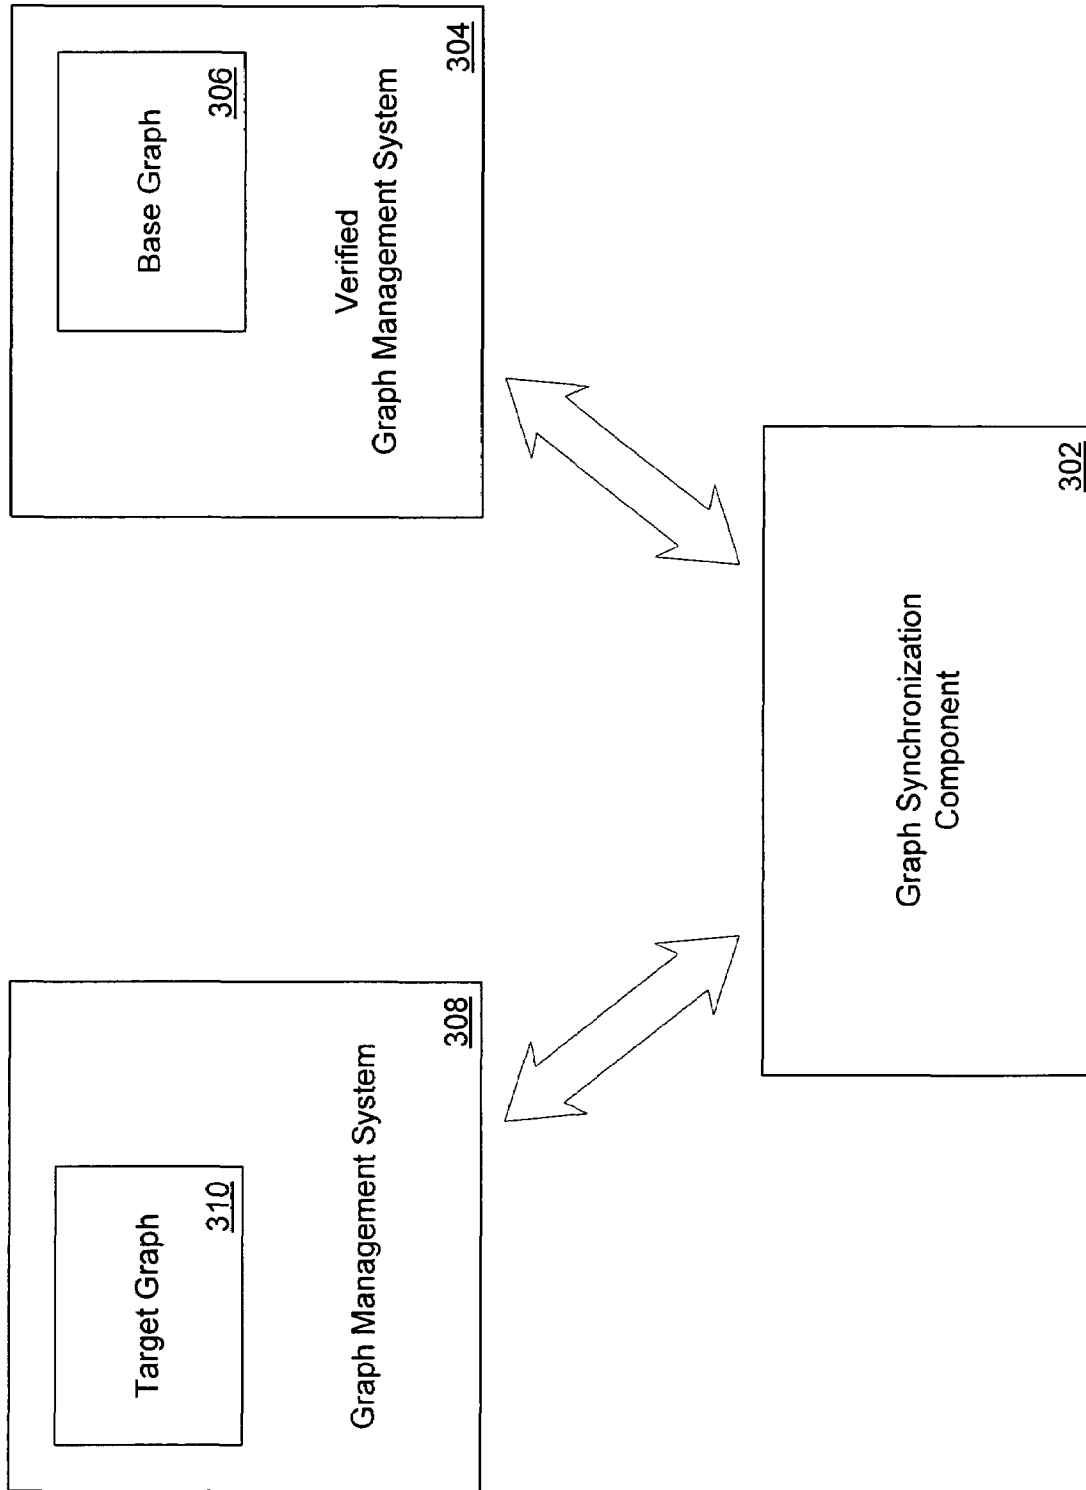 Target Graph
310
Graph Management System
308
Base Graph
306
Verified
Graph Management System
304
Graph Synchronization
Component
302